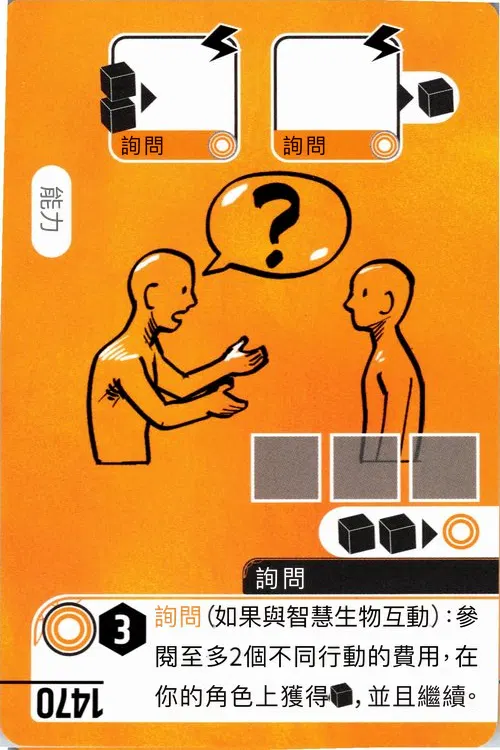 詢問
詢問
能力
?
詢問
3
詢問(如果與智慧生物互動):參
閱至多2個不同行動的費用,在
你的角色上獲得 ,並且繼續。
1470